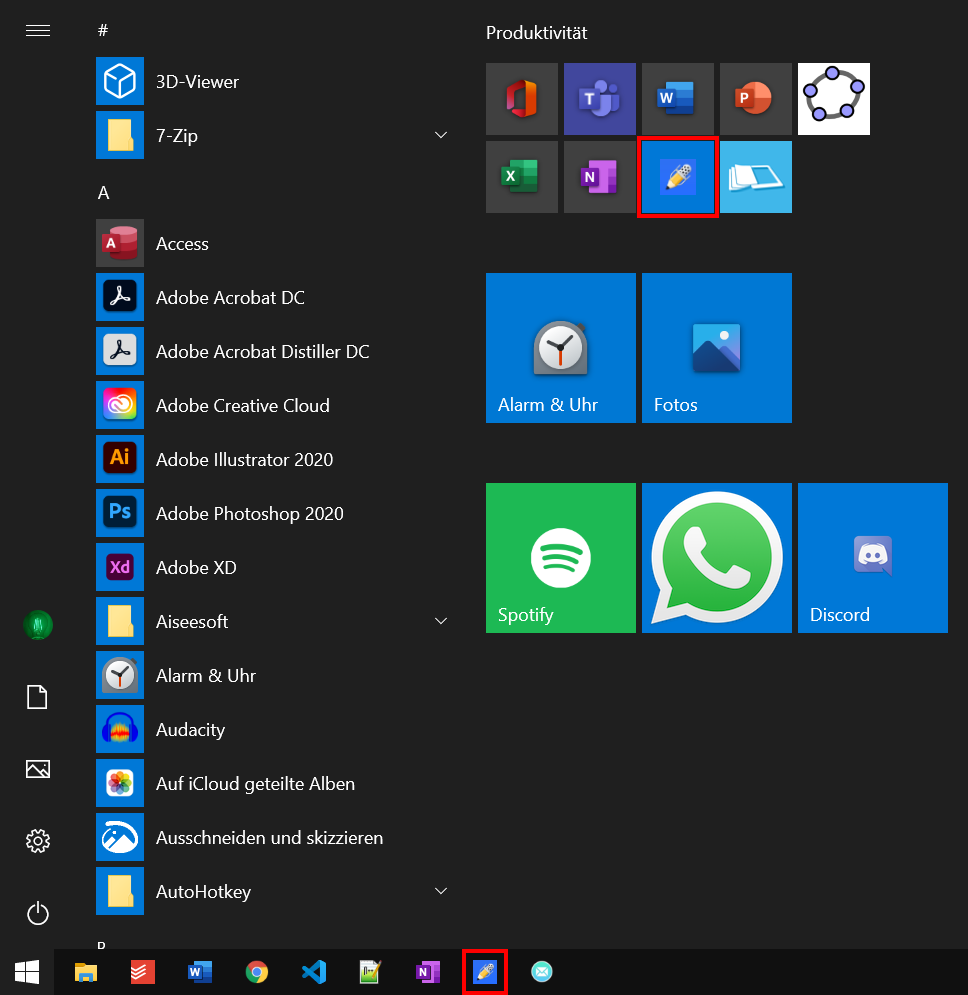 #
3D-Viewer
7-Zip
A
Access
Adobe Acrobat DC
Adobe Acrobat Distiller DC
Adobe Creative Cloud
Ai
Adobe Illustrator 2020
Ps
Adobe Photoshop 2020
Xd
Adobe XD
Aiseesoft
Alarm & Uhr
Audacity
Auf iCloud geteilte Alben
Ausschneiden und skizzieren
AutoHotkey
Produktivität
T
W
P
X
N
Alarm & Uhr
Fotos
Spotify
Discord
W
N